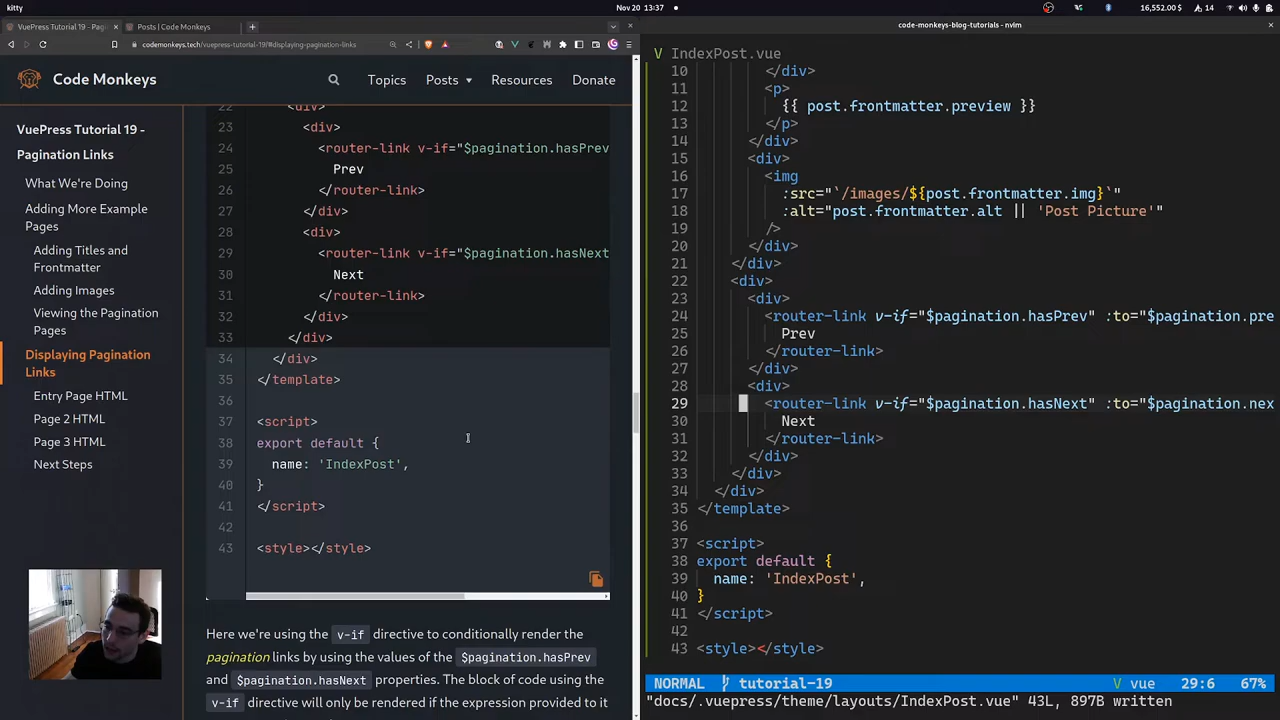 kitty
Nov 20 13:37
16,552.00
14
VuePress Tutorial 19 - Pagi
Posts | Code Monkeys
code-monkeys-blog-tutorials - nvim
codemonkeys.tech/vuepress-tutorial-19/#displaying-pagination-links
Code Monkeys
Topics
Posts
Resources
Donate
VuePress Tutorial 19 -
Pagination Links
What We're Doing
Adding More Example
Pages
Adding Titles and
Frontmatter
Adding Images
Viewing the Pagination
Pages
Displaying Pagination
Links
Entry Page HTML
Page 2 HTML
Page 3 HTML
Next Steps
22 <div>
23 <div>
24 <router-link v-if="$pagination.hasPrev
25 Prev
26 </router-link>
27 </div>
28 <div>
29 <router-link v-if="$pagination.hasNext
30 Next
31 </router-link>
32 </div>
33 </div>
34 </div>
35 </template>
36
37 <script>
38 export default {
39 name: 'IndexPost',
40 }
41 </script>
42
43 <style></style>
Here we're using the v-if directive to conditionally render the
pagination links by using the values of the $pagination.hasPrev
and $pagination.hasNext properties. The block of code using the
v-if directive will only be rendered if the expression provided to it
V IndexPost.vue
10 </div>
11 <p>
12 {{ post.frontmatter.preview }}
13 </p>
14 </div>
15 <div>
16 <img
17 :src="`/images/${post.frontmatter.img}`"
18 :alt="post.frontmatter.alt || 'Post Picture'"
19 />
20 </div>
21 </div>
22 <div>
23 <div>
24 <router-link v-if="$pagination.hasPrev" :to="$pagination.pre
25 Prev
26 </router-link>
27 </div>
28 <div>
29 <router-link v-if="$pagination.hasNext" :to="$pagination.nex
30 Next
31 </router-link>
32 </div>
33 </div>
34 </div>
35 </template>
36
37 <script>
38 export default {
39 name: 'IndexPost',
40 }
41 </script>
42
43 <style></style>
NORMAL tutorial-19 V vue 29:6 67%
"docs/.vuepress/theme/layouts/IndexPost.vue" 43L, 897B written